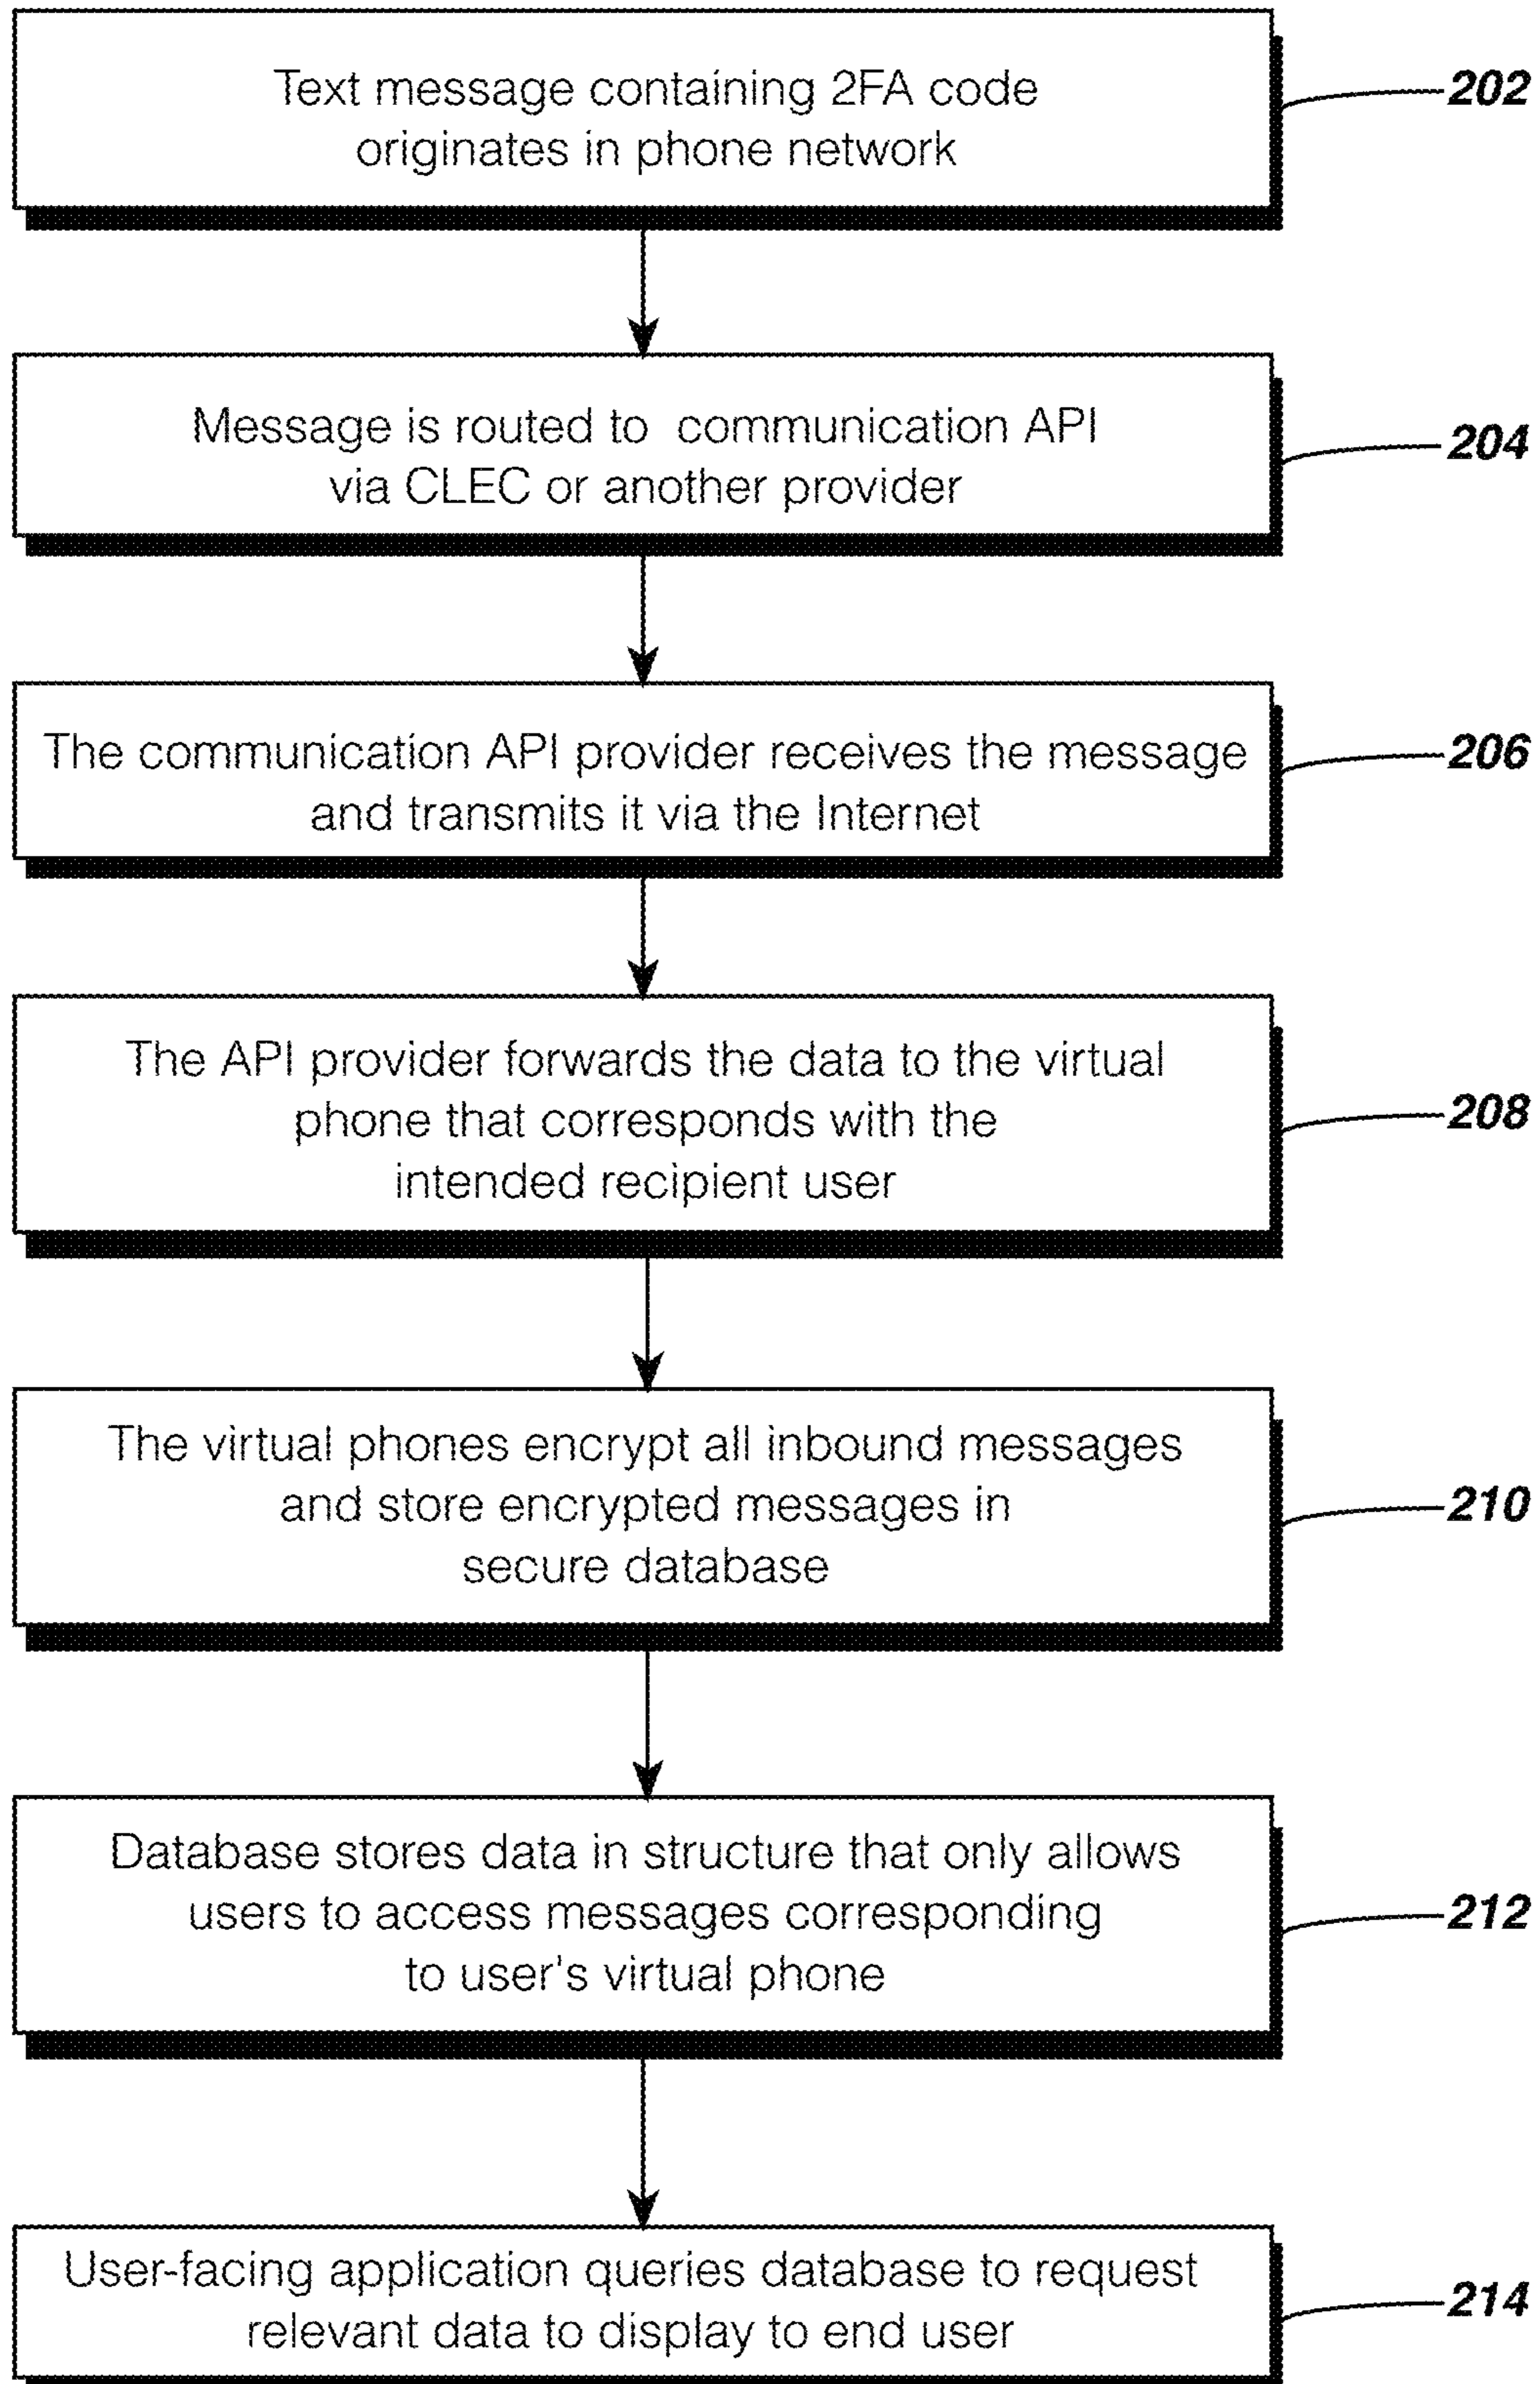 Text message containing 2FA code
originates in phone network
202
Message is routed to communication API
via CLEC or another provider
204
The communication API provider receives the message
and transmits it via the Internet
206
The API provider forwards the data to the virtual
phone that corresponds with the
intended recipient user
208
The virtual phones encrypt all inbound messages
and store encrypted messages in
secure database
210
Database stores data in structure that only allows
users to access messages corresponding
to user's virtual phone
212
User-facing application queries database to request
relevant data to display to end user
214